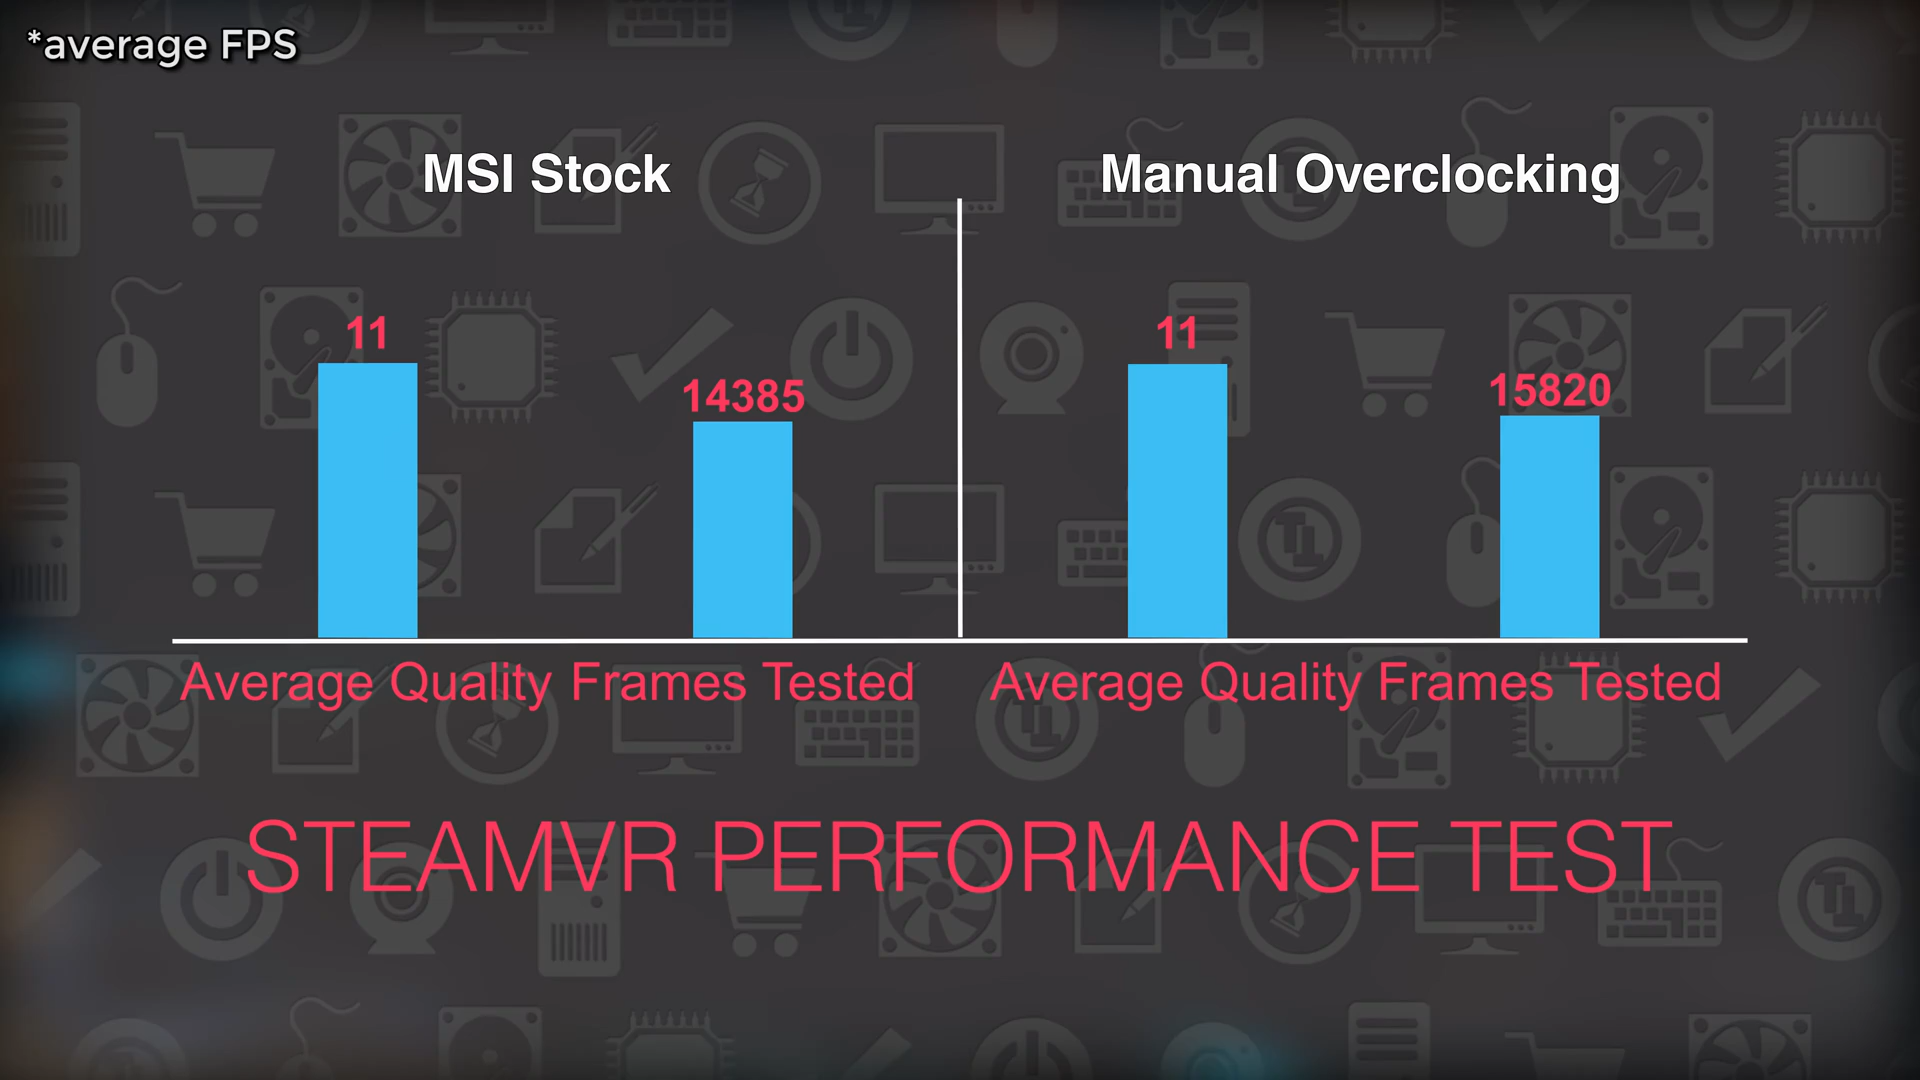 *average FPS
MSI Stock
Manual Overclocking
11
14385
11
15820
Average Quality Frames Tested
Average Quality Frames Tested
STEAMVR PERFORMANCE TEST